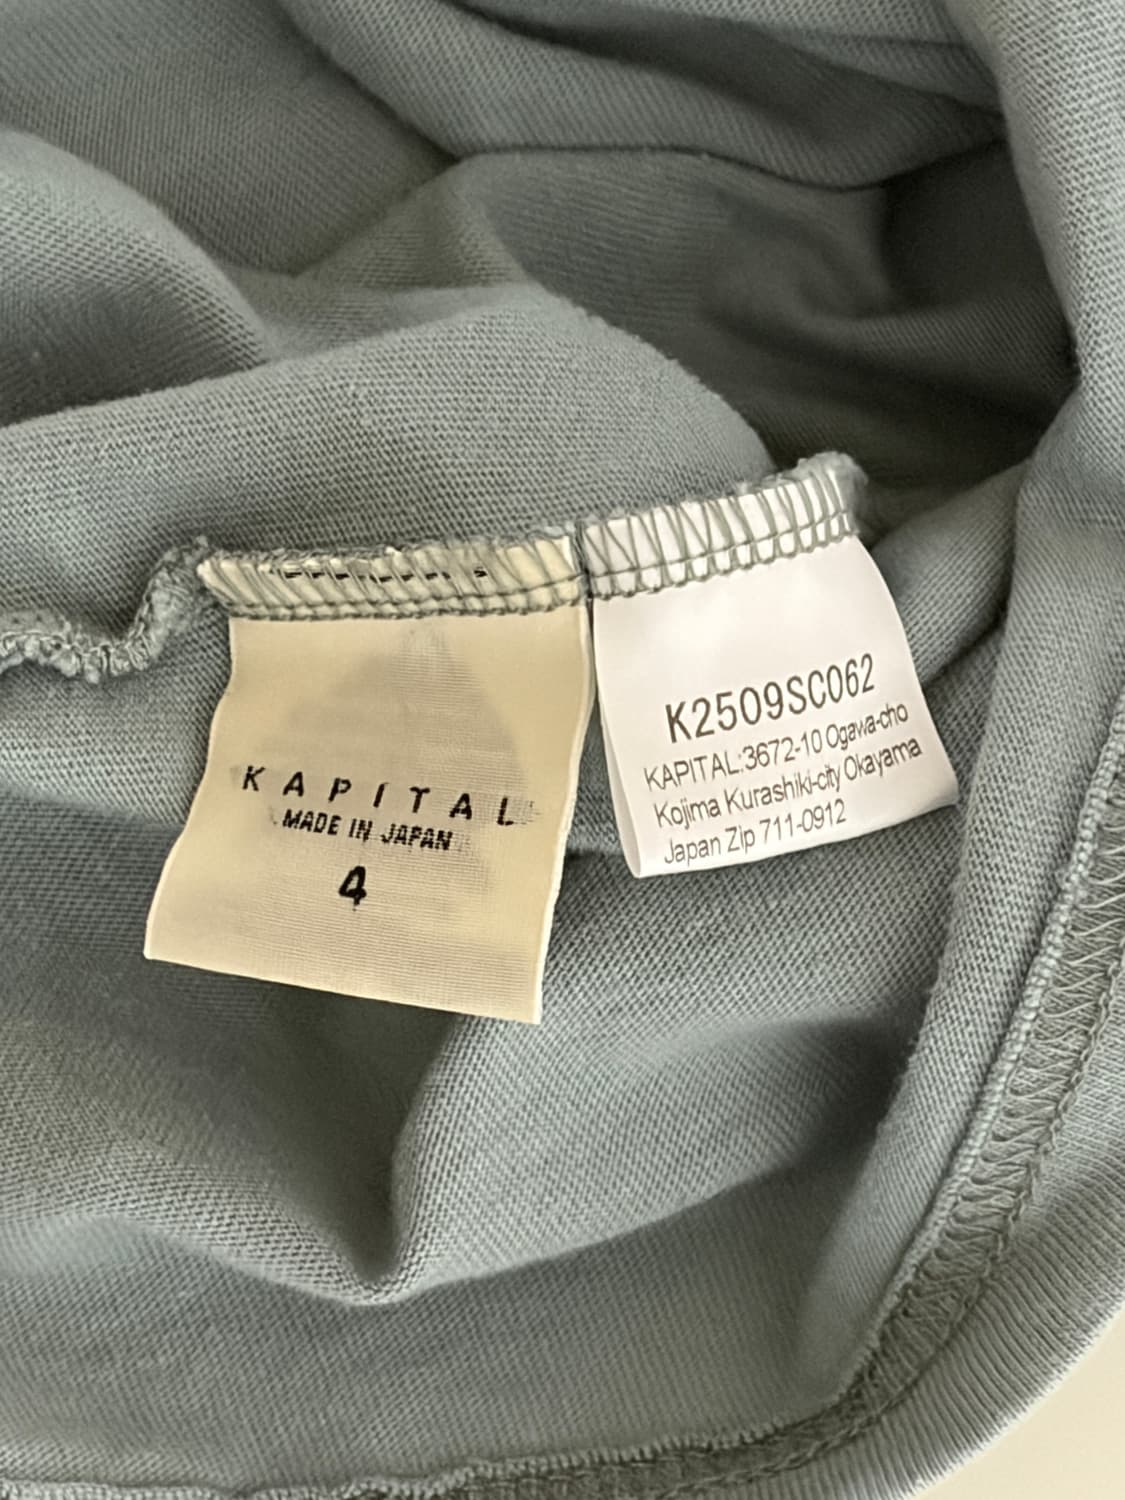 KAPITAL
MADE IN JAPAN
4
K2509SC062
KAPITAL:3672-10 Ogawa-cho
Kojima Kurashiki-city Okayama
Japan Zip 711-0912